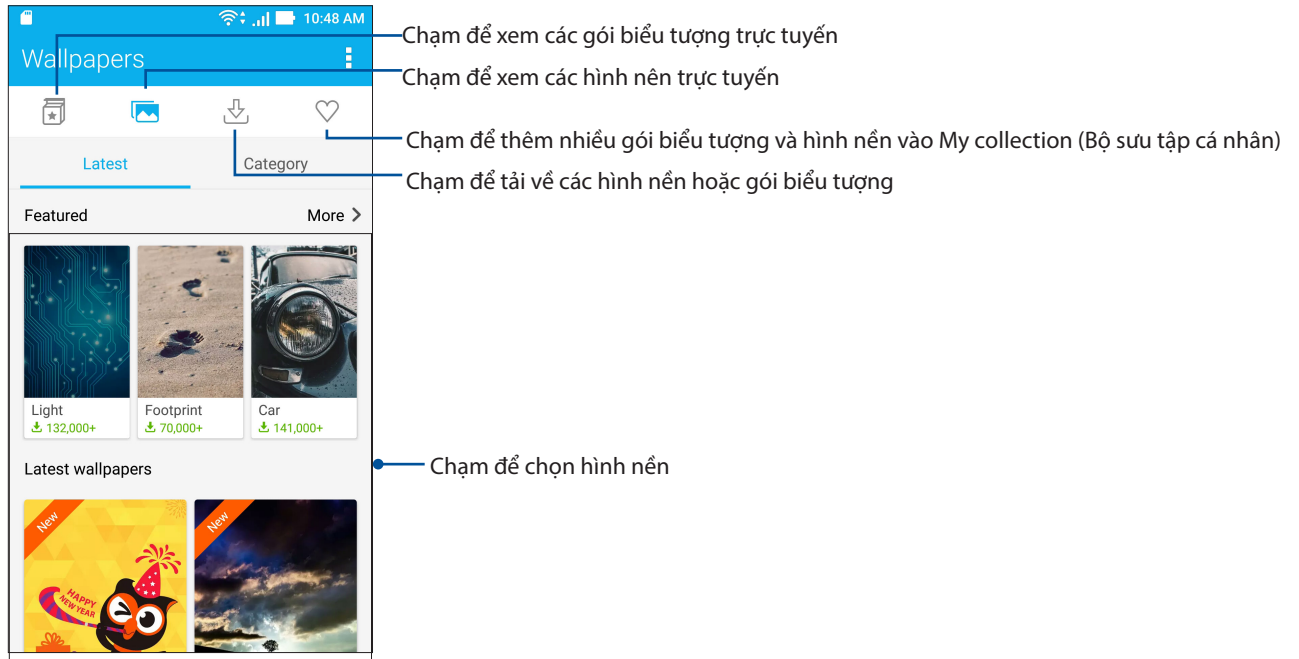 10:48 AM
Wallpapers
Chạm để xem các gói biểu tượng trực tuyến
Chạm để xem các hình nên trực tuyến
Chạm để thêm nhiều gói biểu tượng và hình nền vào My collection (Bộ sưu tập cá nhân)
Chạm để tải về các hình nền hoặc gói biểu tượng
Latest
Category
Featured
More
Light
132,000+
Footprint
70,000+
Car
141,000+
Latest wallpapers
Chạm để chọn hình nền
New
New
HAPPY
NEW YEAR